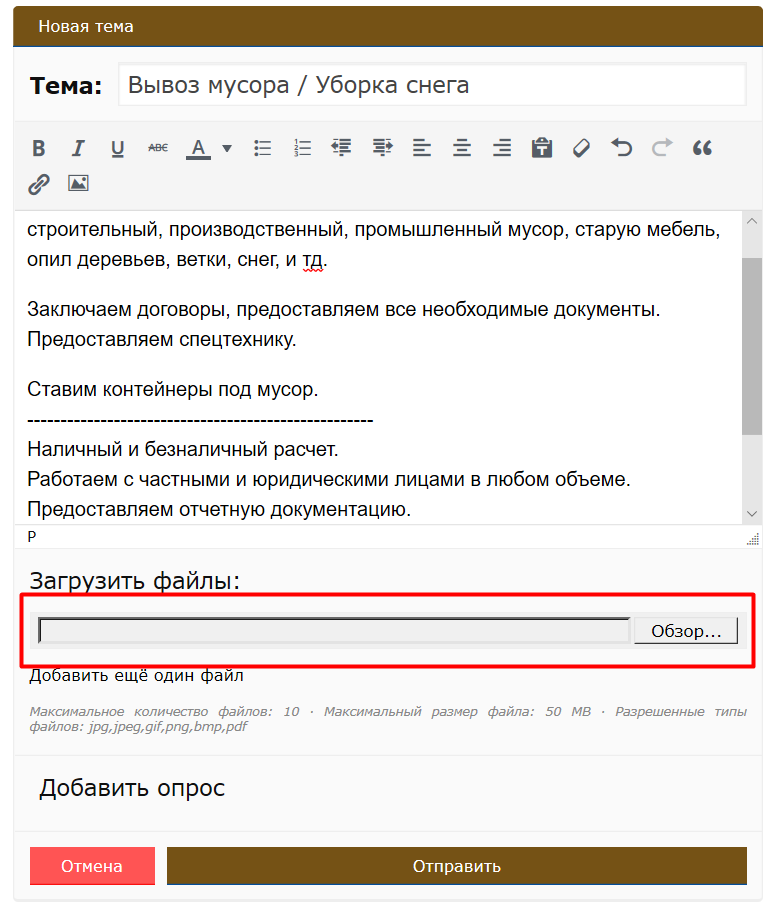 Новая тема
Тема: Вывоз мусора / Уборка снега
B I U ABC A
строительный, производственный, промышленный мусор, старую мебель,
опил деревьев, ветки, снег, и тд.
Заключаем договоры, предоставляем все необходимые документы.
Предоставляем спецтехнику.
Ставим контейнеры под мусор.
----------------------------------------------------
Наличный и безналичный расчет.
Работаем с частными и юридическими лицами в любом объеме.
Предоставляем отчетную документацию.
P
Загрузить файлы:
Обзор...
Добавить ещё один файл
Максимальное количество файлов: 10 · Максимальный размер файла: 50 MB · Разрешенные типы
файлов: jpg,jpeg,gif,png,bmp,pdf
Добавить опрос
Отмена Отправить